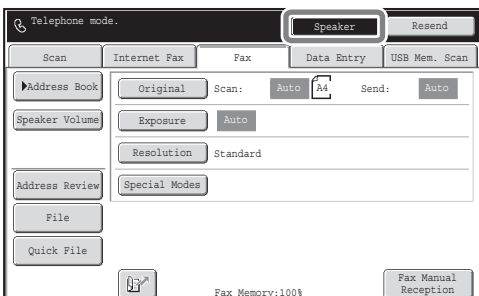 Telephone mode.
Speaker
Resend
Scan
Internet Fax
Fax
Data Entry
USB Mem. Scan
Address Book
Original
Scan:
Auto
A4
Send:
Auto
Speaker Volume
Exposure
Auto
Resolution
Standard
Address Review
Special Modes
File
Quick File
Fax Memory:100%
Fax Manual
Reception